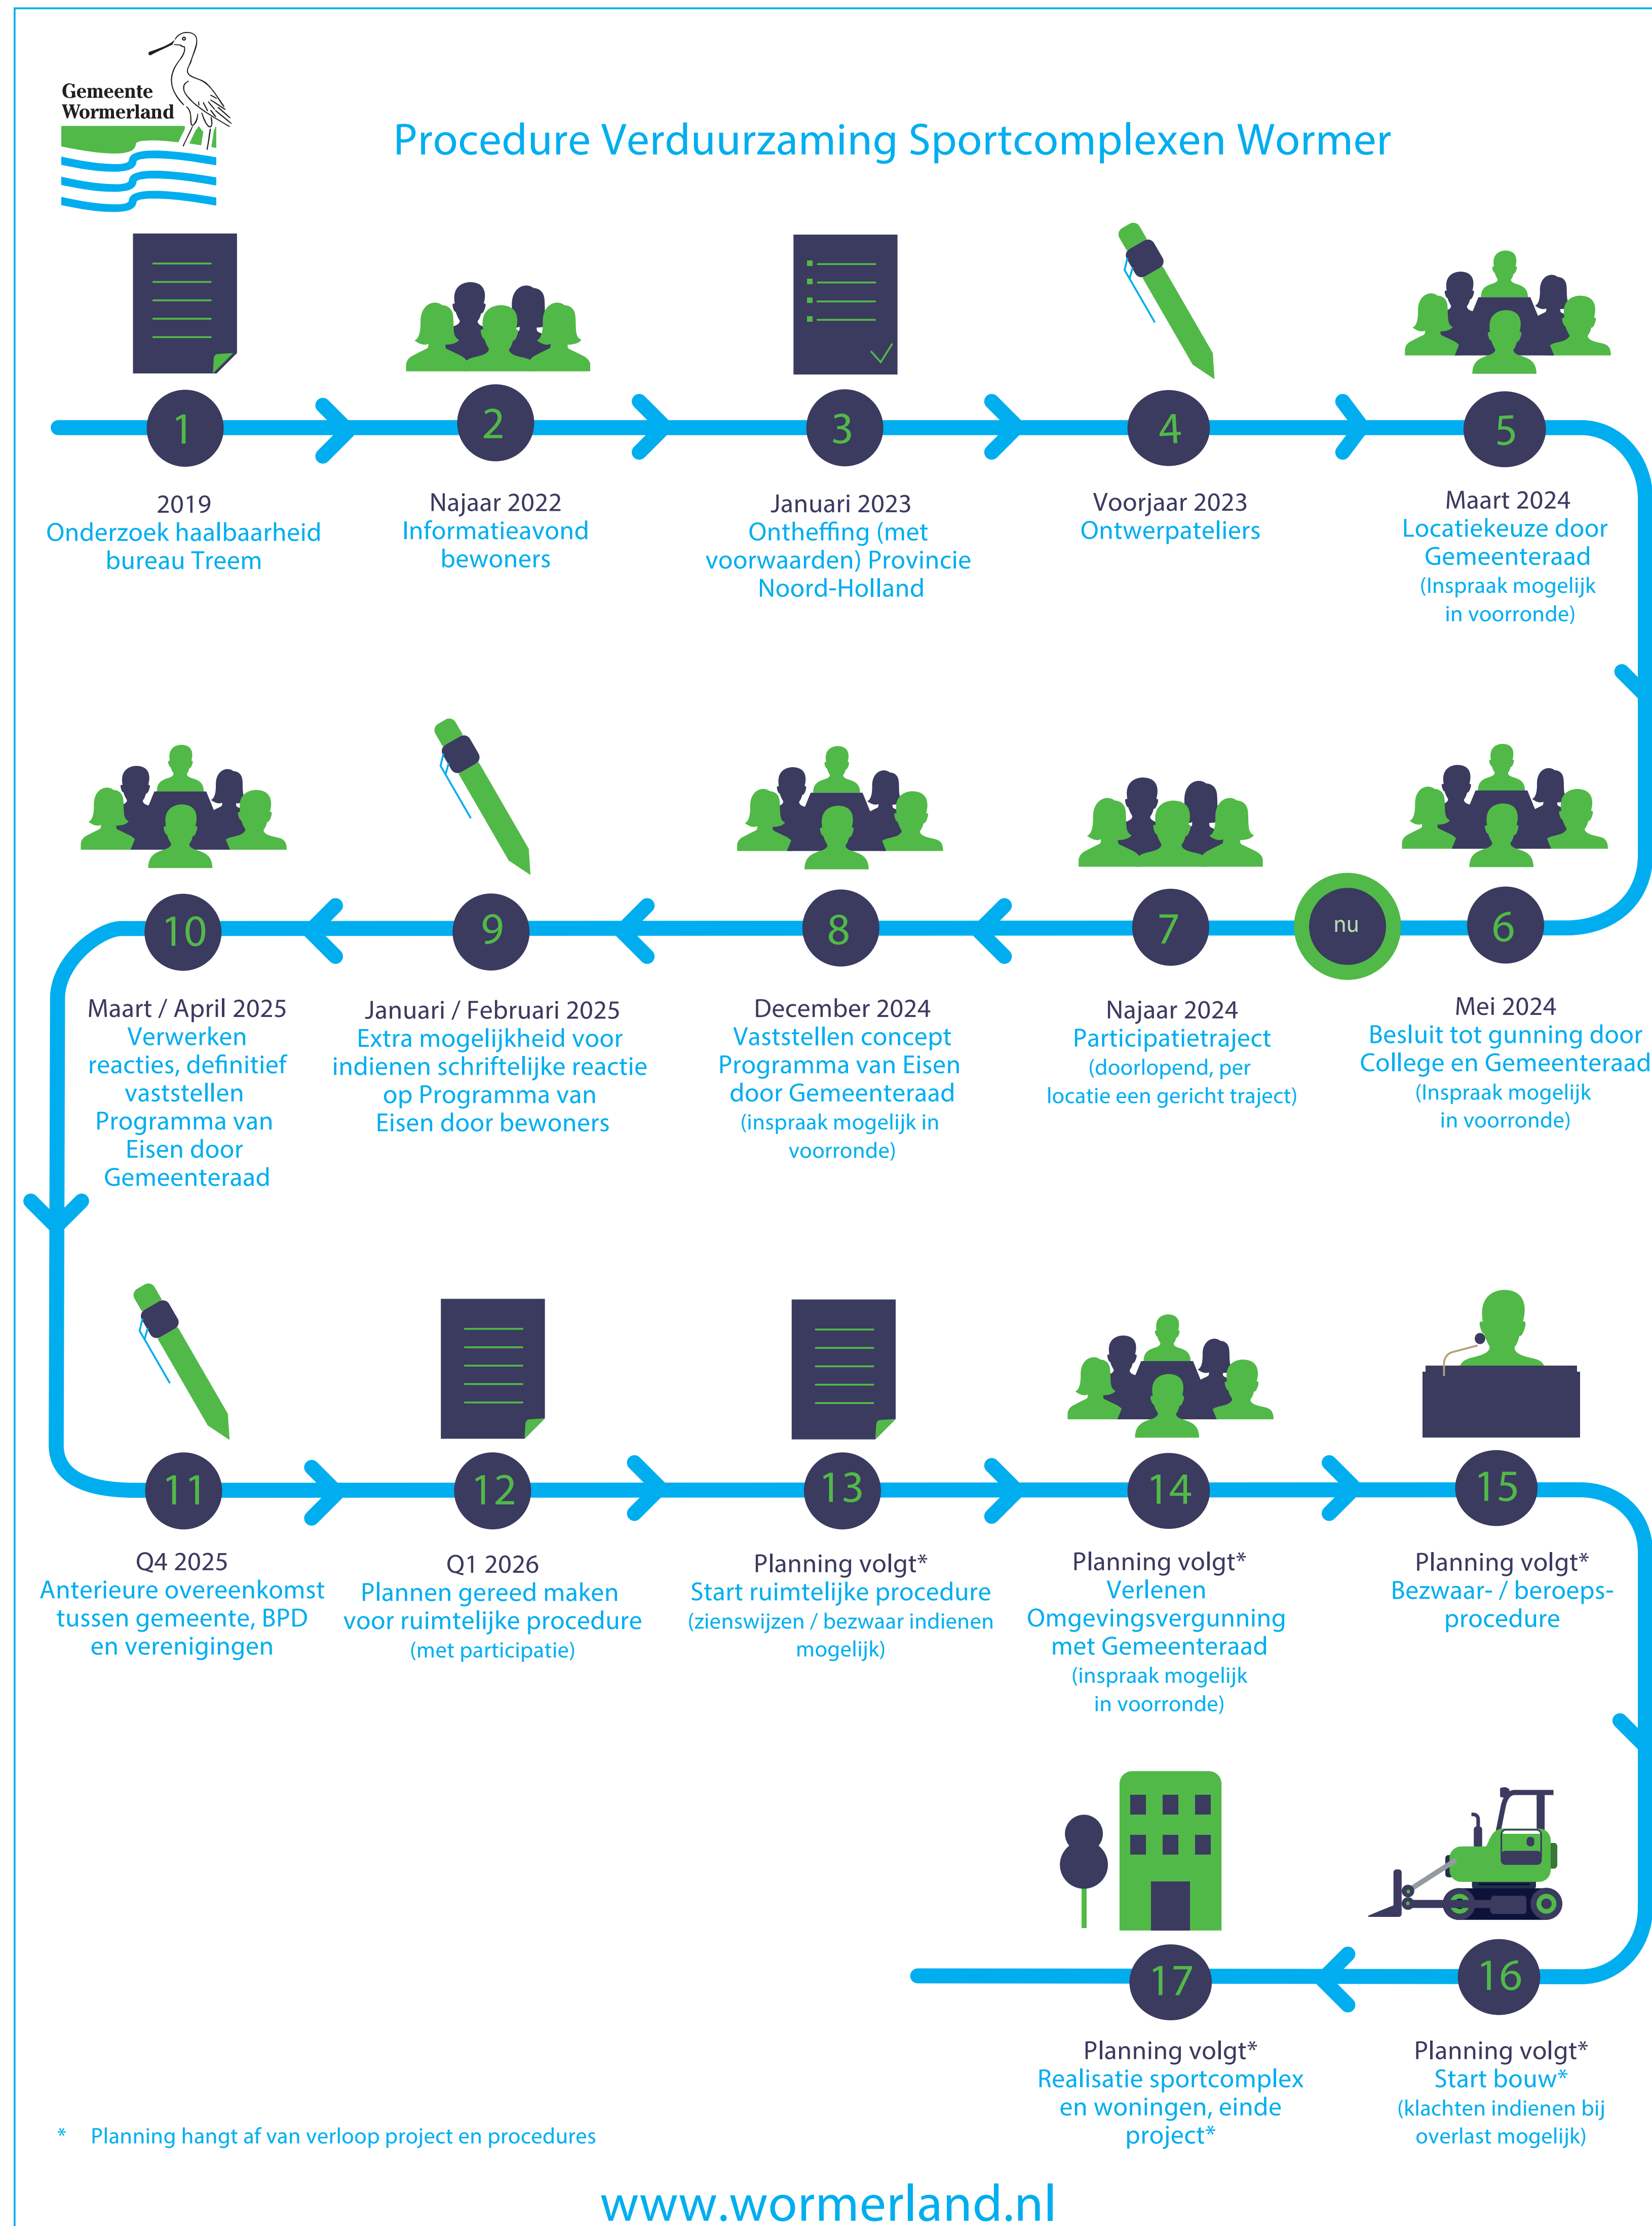 Gemeente
Wormerland
Procedure Verduurzaming Sportcomplexen Wormer
1
2019
Onderzoek haalbaarheid
bureau Treem
2
Najaar 2022
Informatieavond
bewoners
3
Januari 2023
Ontheffing (met
voorwaarden) Provincie
Noord-Holland
4
Voorjaar 2023
Ontwerpateliers
5
Maart 2024
Locatiekeuze door
Gemeenteraad
(Inspraak mogelijk
in voorronde)
6
Mei 2024
Besluit tot gunning door
College en Gemeenteraad
(Inspraak mogelijk
in voorronde)
nu
7
Najaar 2024
Participatietraject
(doorlopend, per
locatie een gericht traject)
8
December 2024
Vaststellen concept
Programma van Eisen
door Gemeenteraad
(inspraak mogelijk in
voorronde)
9
Januari / Februari 2025
Extra mogelijkheid voor
indienen schriftelijke reactie
op Programma van
Eisen door bewoners
10
Maart / April 2025
Verwerken
reacties, definitief
vaststellen
Programma van
Eisen door
Gemeenteraad
11
Q4 2025
Anterieure overeenkomst
tussen gemeente, BPD
en verenigingen
12
Q1 2026
Plannen gereed maken
voor ruimtelijke procedure
(met participatie)
13
Planning volgt*
Start ruimtelijke procedure
(zienswijzen / bezwaar indienen
mogelijk)
14
Planning volgt*
Verlenen
Omgevingsvergunning
met Gemeenteraad
(inspraak mogelijk
in voorronde)
15
Planning volgt*
Bezwaar- / beroeps-
procedure
16
Planning volgt*
Start bouw*
(klachten indienen bij
overlast mogelijk)
17
Planning volgt*
Realisatie sportcomplex
en woningen, einde
project*
* Planning hangt af van verloop project en procedures
www.wormerland.nl